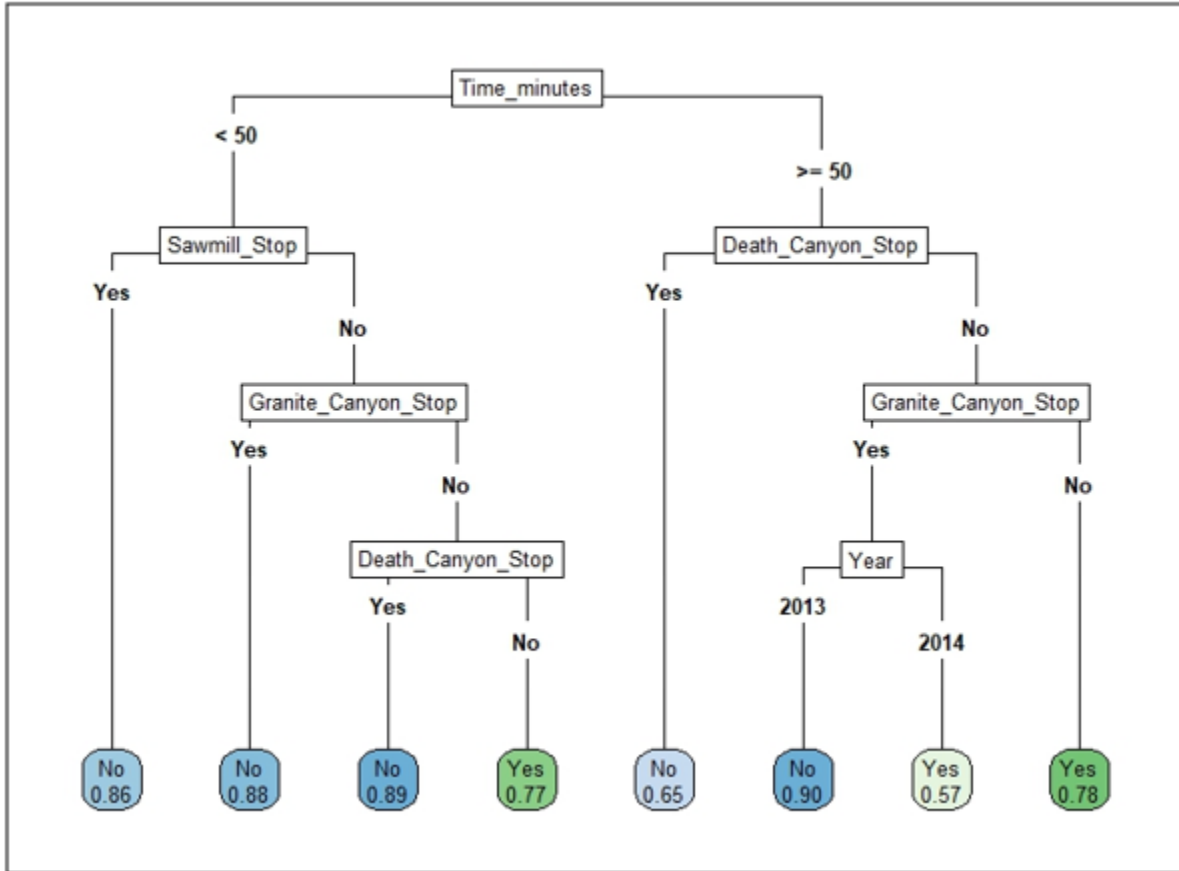 Time_minutes
< 50
>= 50
Sawmill_Stop
Death_Canyon_Stop
Yes
Yes
No
No
Granite_Canyon_Stop
Granite_Canyon_Stop
Yes
Yes
No
No
Death_Canyon_Stop
Year
Yes
2013
No
2014
No
0.86
No
0.88
No
0.89
Yes
0.77
No
0.65
No
0.90
Yes
0.57
Yes
0.78